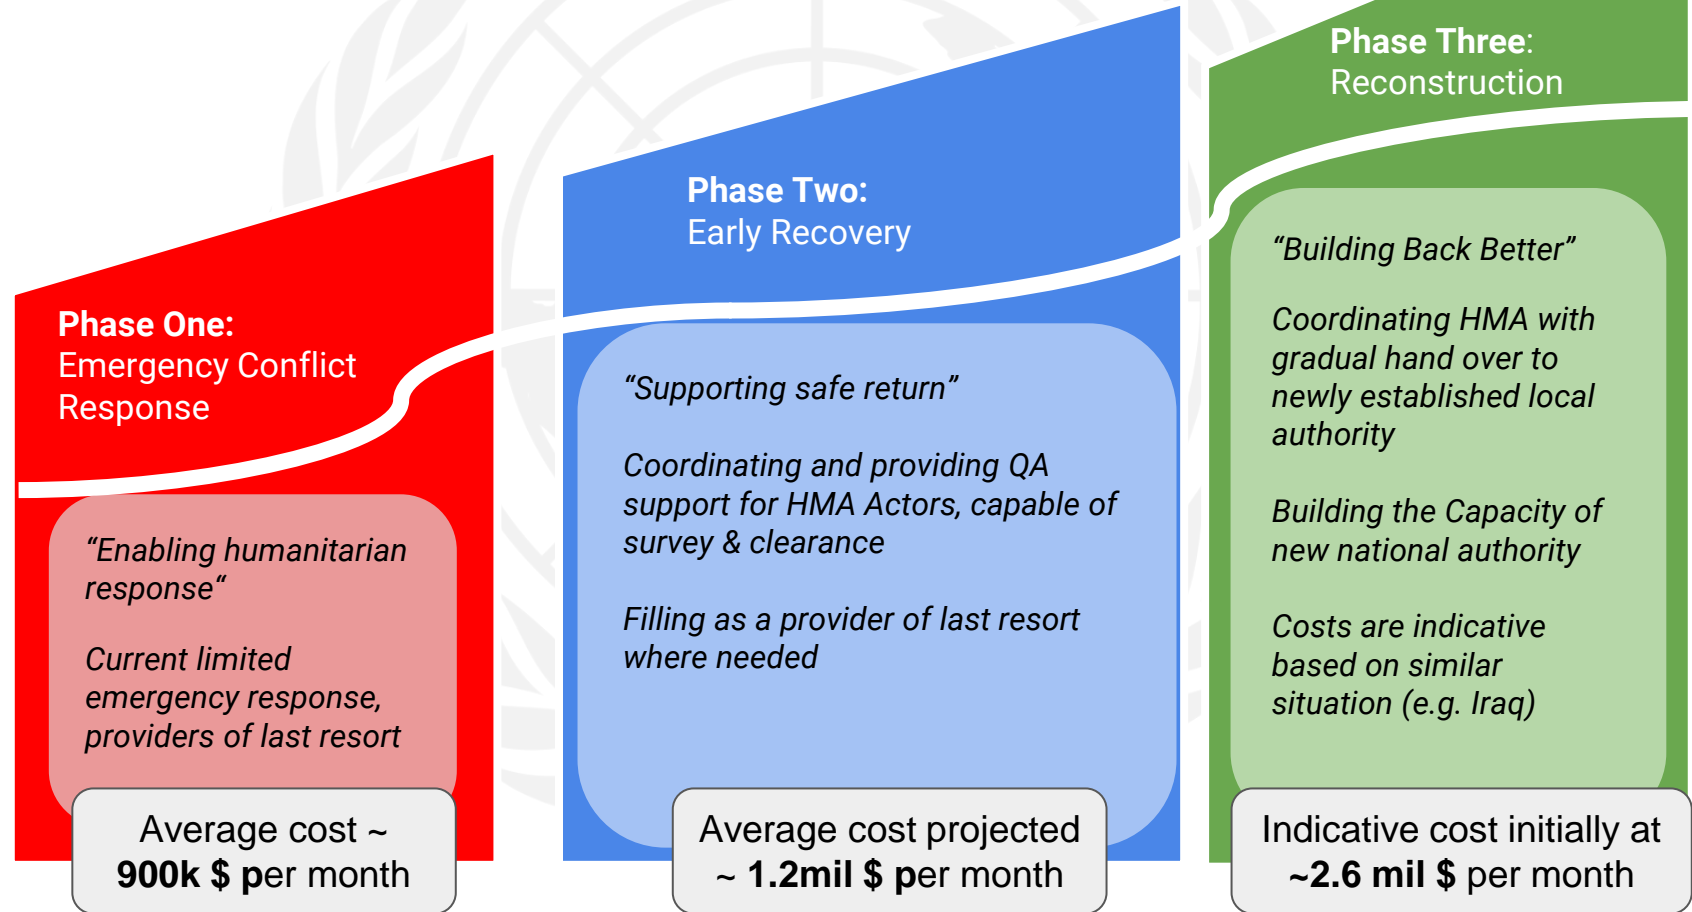 Phase One:
Emergency Conflict
Response
“Enabling humanitarian
response“
Current limited
emergency response,
providers of last resort
Average cost ~
900k $ per month
Phase Two:
Early Recovery
“Supporting safe return”
Coordinating and providing QA
support for HMA Actors, capable of
survey & clearance
Filling as a provider of last resort
where needed
Average cost projected
~ 1.2mil $ per month
Phase Three:
Reconstruction
“Building Back Better”
Coordinating HMA with
gradual hand over to
newly established local
authority
Building the Capacity of
new national authority
Costs are indicative
based on similar
situation (e.g. Iraq)
Indicative cost initially at
~2.6 mil $ per month